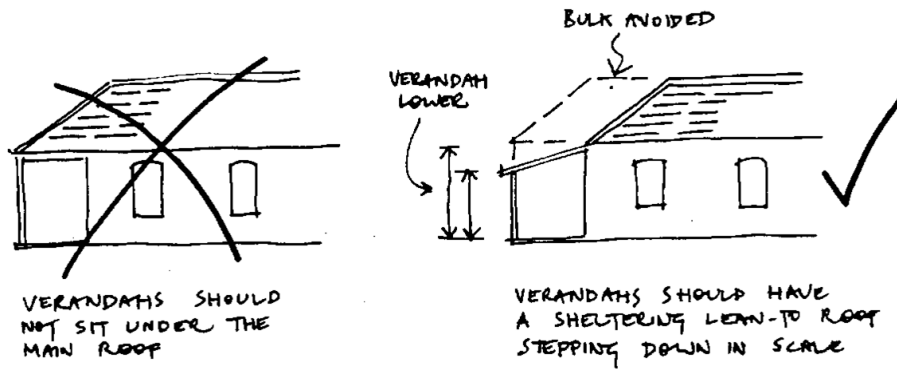 BULK AVOIDED
VERANDAH
LOWER
VERANDAHS SHOULD
NOT SIT UNDER THE
MAIN ROOF
VERANDAHS SHOULD HAVE
A SHELTERING LEAN-TO ROOF
STEPPING DOWN IN SCALE